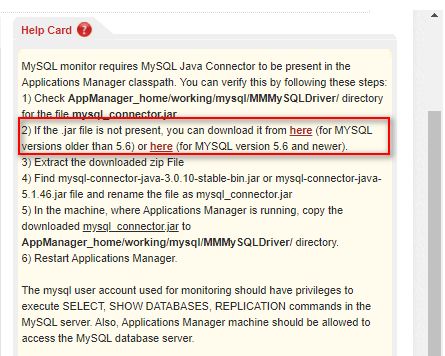 Help Card ?
MySQL monitor requires MySQL Java Connector to be present in the
Applications Manager classpath. You can verify this by following these steps:
1) Check AppManager_home/working/mysql/MMMySQLDriver/ directory
for the file mysql_connector.jar
2) If the .jar file is not present, you can download it from here (for MYSQL
versions older than 5.6) or here (for MYSQL version 5.6 and newer).
3) Extract the downloaded zip File
4) Find mysql-connector-java-3.0.10-stable-bin.jar or mysql-connector-java-
5.1.46.jar file and rename the file as mysql_connector.jar
5) In the machine, where Applications Manager is running, copy the
downloaded mysql_connector.jar to
AppManager_home/working/mysql/MMMySQLDriver/ directory.
6) Restart Applications Manager.
The mysql user account used for monitoring should have privileges to
execute SELECT, SHOW DATABASES, REPLICATION commands in the
MySQL server. Also, Applications Manager machine should be allowed to
access the MySQL database server.